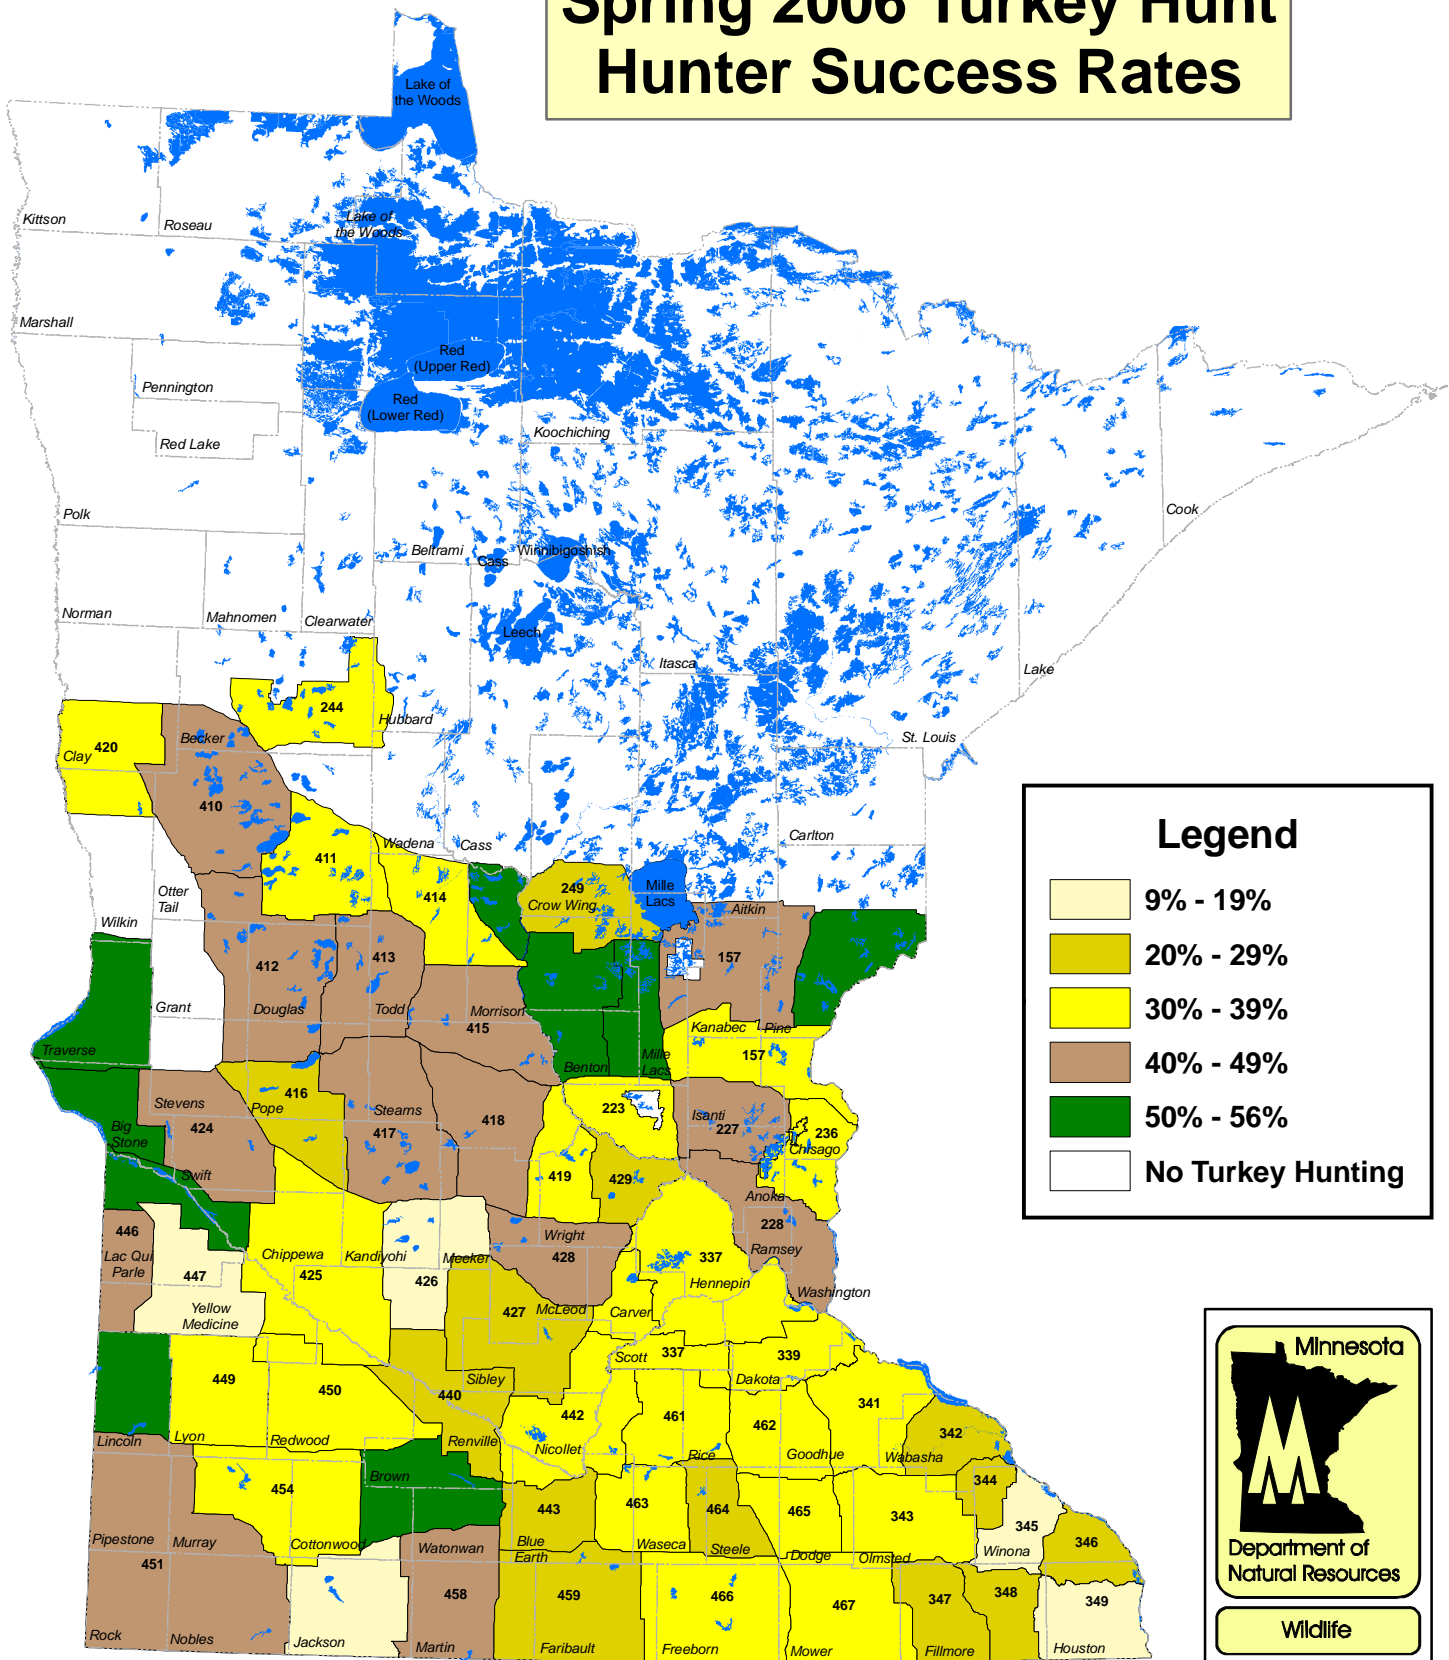 Spring 2006 Turkey Hunt
Hunter Success Rates
Lake of
the Woods
Kittson
Roseau
Lake of
the Woods
Marshall
Red
(Upper Red)
Pennington
Red
(Lower Red)
Koochiching
Red Lake
Cook
Polk
Beltrami
Cass
Winnibigoshish
Norman
Mahnomen
Clearwater
Leech
Itasca
Lake
244
Hubbard
St. Louis
Becker
420
Clay
410
Carlton
Wadena
Cass
411
Otter
Tail
414
249
Crow Wing
Mille
Lacs
Aitkin
Wilkin
412
413
157
Grant
Douglas
Todd
Morrison
415
Kanabec
Pine
Traverse
Benton
Mille
Lacs
157
416
Stevens
Pope
Stearns
418
223
Isanti
227
236
Chisago
Big
Stone
424
417
Swift
419
429
Anoka
446
Lac Qui
Parle
447
Yellow
Medicine
Chippewa
425
Kandiyohi
Meeker
426
Wright
428
337
Hennepin
228
Ramsey
Washington
427
McLeod
Carver
Scott
337
339
Dakota
449
450
440
Sibley
442
461
462
341
Lincoln
Lyon
Redwood
Renville
Nicollet
Rice
Goodhue
Wabasha
342
Brown
344
454
443
463
464
465
343
345
346
Pipestone
Murray
Cottonwood
Watonwan
Blue
Earth
Waseca
Steele
Dodge
Olmsted
Winona
451
458
459
466
467
347
348
349
Rock
Nobles
Jackson
Martin
Faribault
Freeborn
Mower
Fillmore
Houston
Legend
9% - 19%
20% - 29%
30% - 39%
40% - 49%
50% - 56%
No Turkey Hunting
Minnesota
Department of
Natural Resources
Wildlife